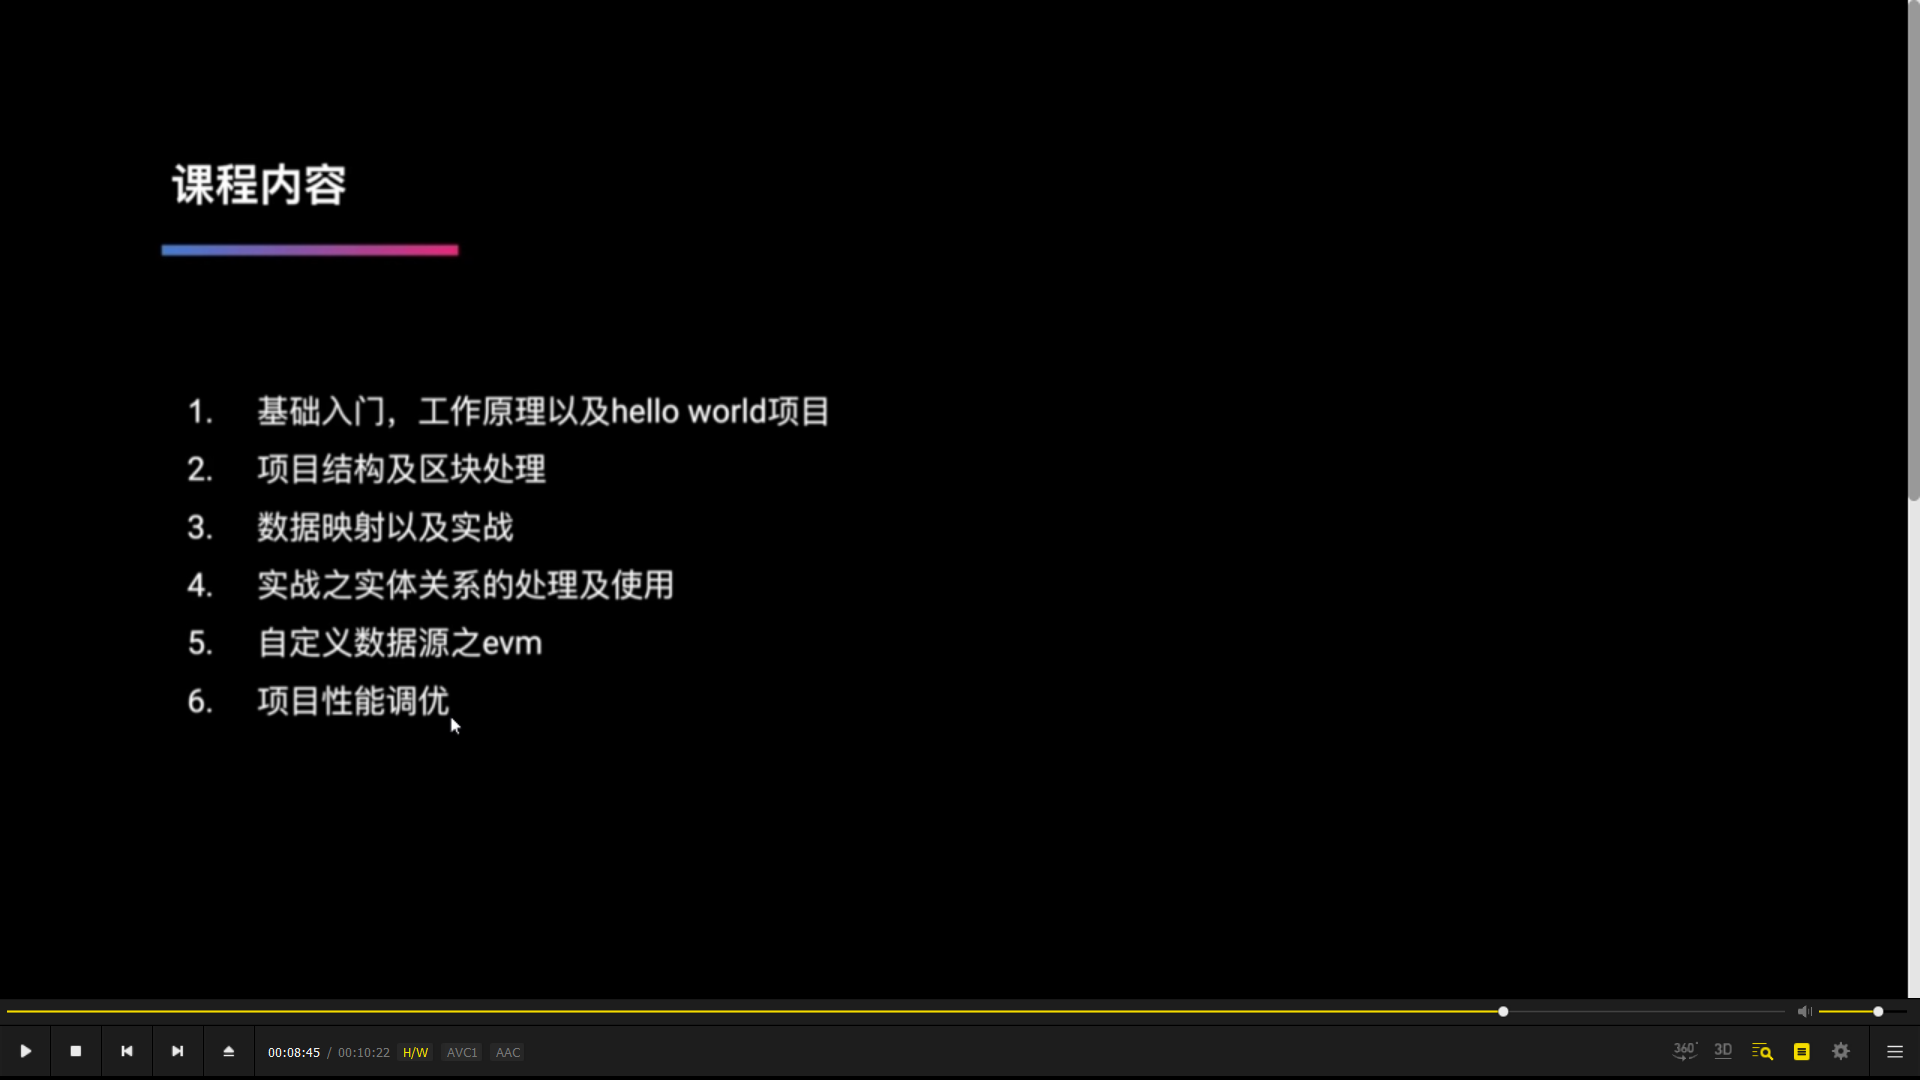 课程内容
1. 基础入门，工作原理以及hello world项目
2. 项目结构及区块处理
3. 数据映射以及实战
4. 实战之实体关系的处理及使用
5. 自定义数据源之evm
6. 项目性能调优
00:08:45 / 00:10:22 H/W AVC1 AAC 360° 3D